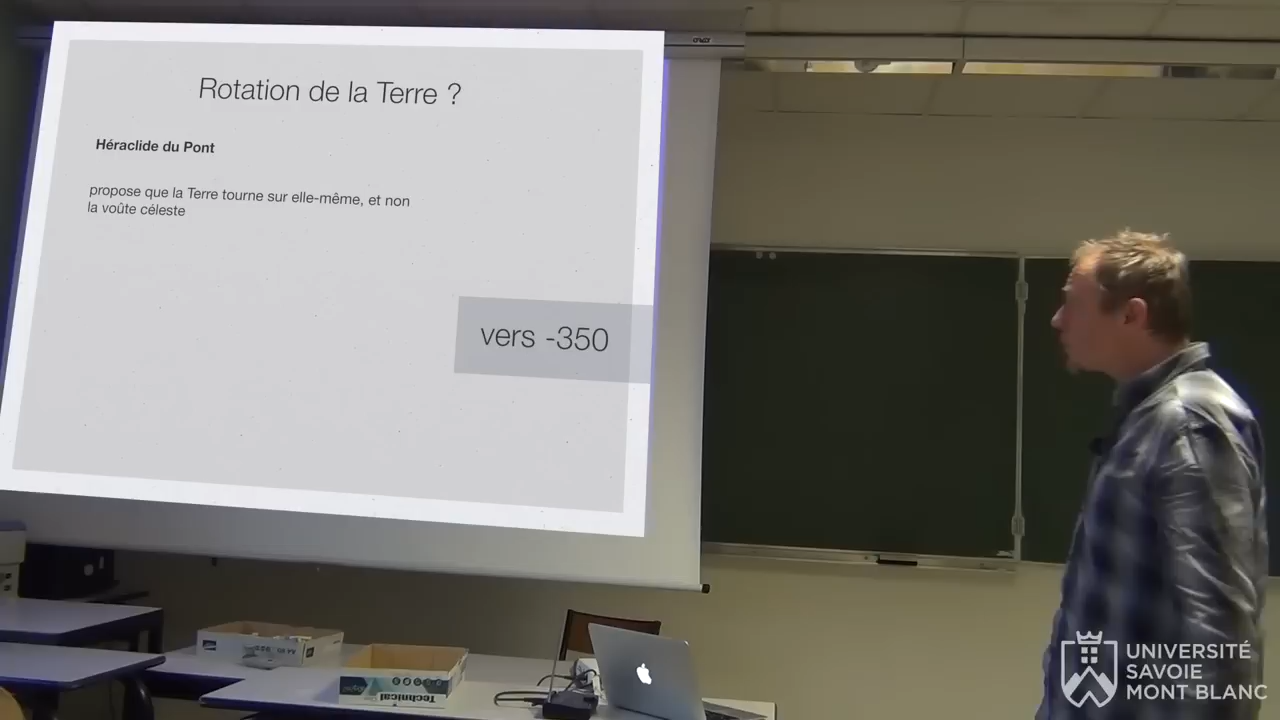 Rotation de la Terre ?
Héraclide du Pont
propose que la Terre tourne sur elle-même, et non
la voûte céleste
vers -350
Technical
UNIVERSITÉ
SAVOIE
MONT BLANC